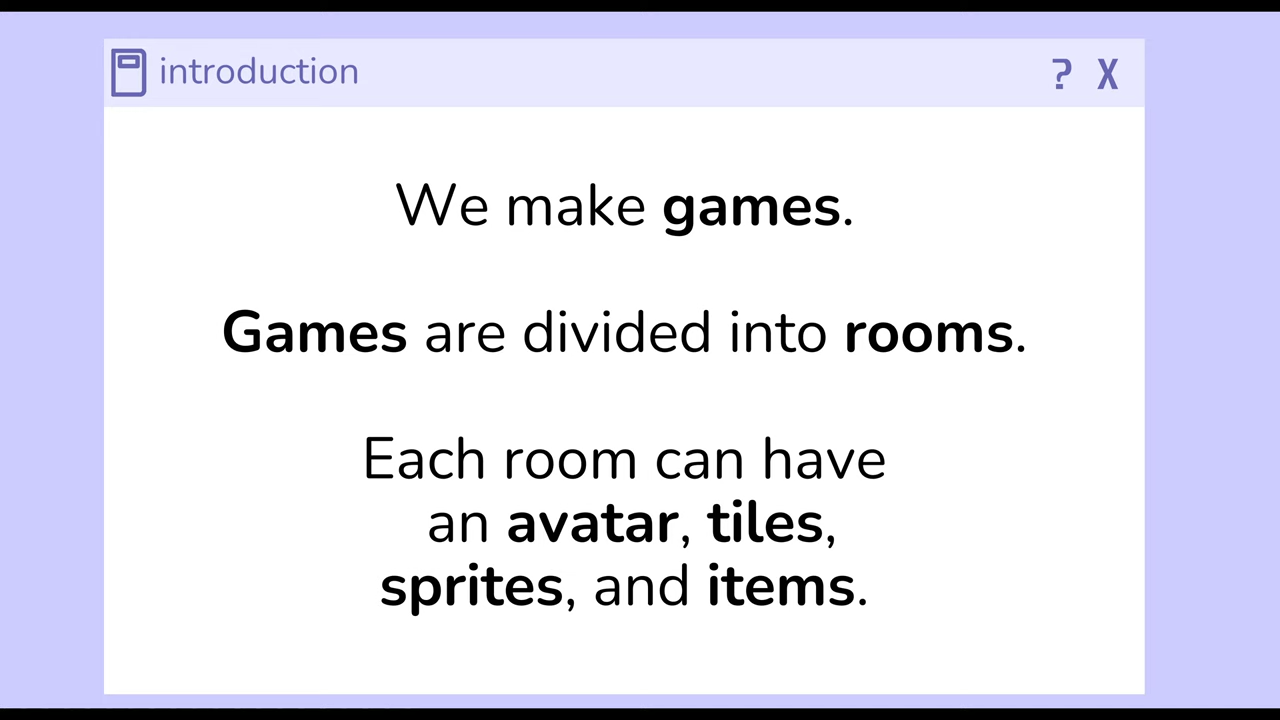 introduction
? X
We make games.
Games are divided into rooms.
Each room can have
an avatar, tiles,
sprites, and items.